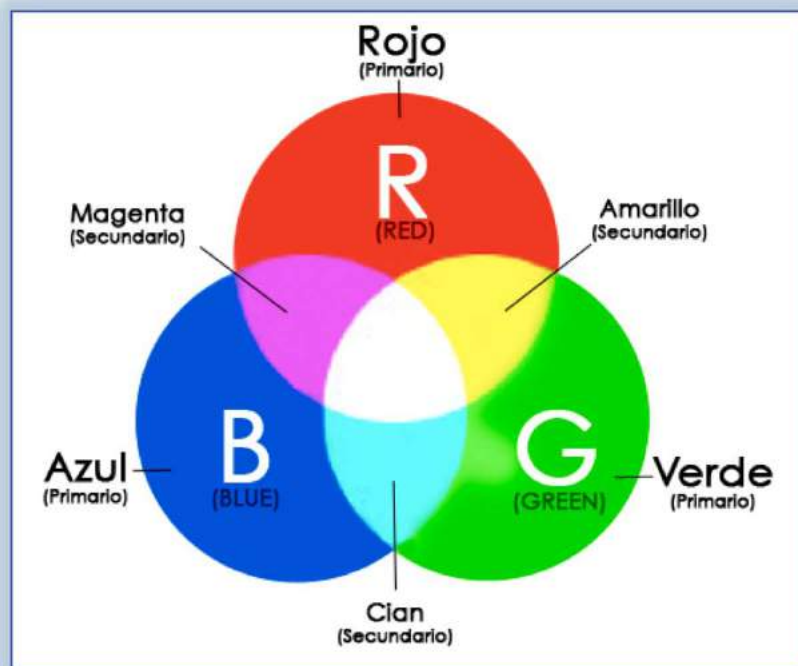 Rojo
(Primario)
R
(RED)
Magenta
(Secundario)
Amarillo
(Secundario)
B
(BLUE)
G
(GREEN)
Azul
(Primario)
Verde
(Primario)
Cian
(Secundario)